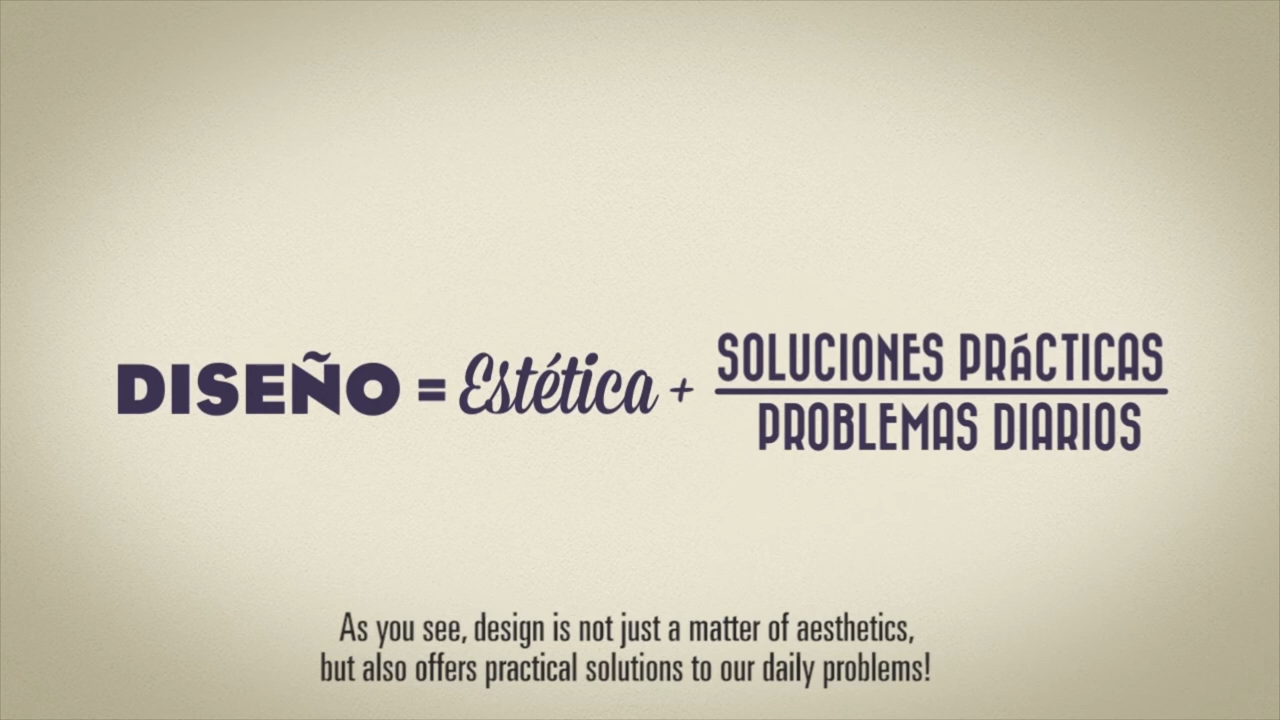 DISEÑO = Estética + SOLUCIONES PRáCTICAS
PROBLEMAS DIARIOS
As you see, design is not just a matter of aesthetics,
but also offers practical solutions to our daily problems!